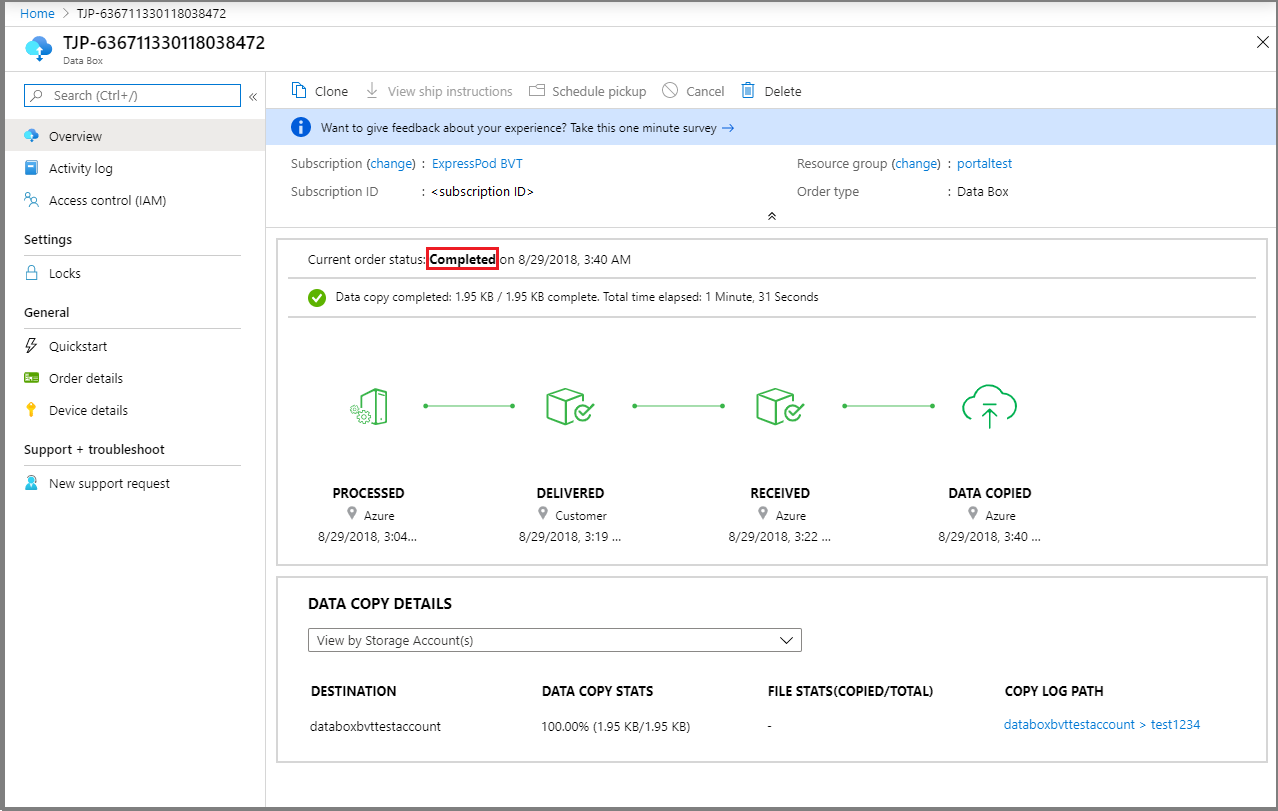 Home > TJP-636711330118038472
TJP-636711330118038472
Data Box
Search (Ctrl+/) «
Clone View ship instructions Schedule pickup Cancel Delete
Want to give feedback about your experience? Take this one minute survey →
Overview
Activity log
Access control (IAM)
Settings
Locks
General
Quickstart
Order details
Device details
Support + troubleshoot
New support request
Subscription (change) : ExpressPod BVT Resource group (change) : portaltest
Subscription ID : <subscription ID> Order type : Data Box
Current order status: Completed on 8/29/2018, 3:40 AM
Data copy completed: 1.95 KB / 1.95 KB complete. Total time elapsed: 1 Minute, 31 Seconds
PROCESSED DELIVERED RECEIVED DATA COPIED
Azure Customer Azure Azure
8/29/2018, 3:04... 8/29/2018, 3:19 ... 8/29/2018, 3:22 ... 8/29/2018, 3:40 ...
DATA COPY DETAILS
View by Storage Account(s)
DESTINATION DATA COPY STATS FILE STATS(COPIED/TOTAL) COPY LOG PATH
databoxbvttestaccount 100.00% (1.95 KB/1.95 KB) - databoxbvttestaccount > test1234